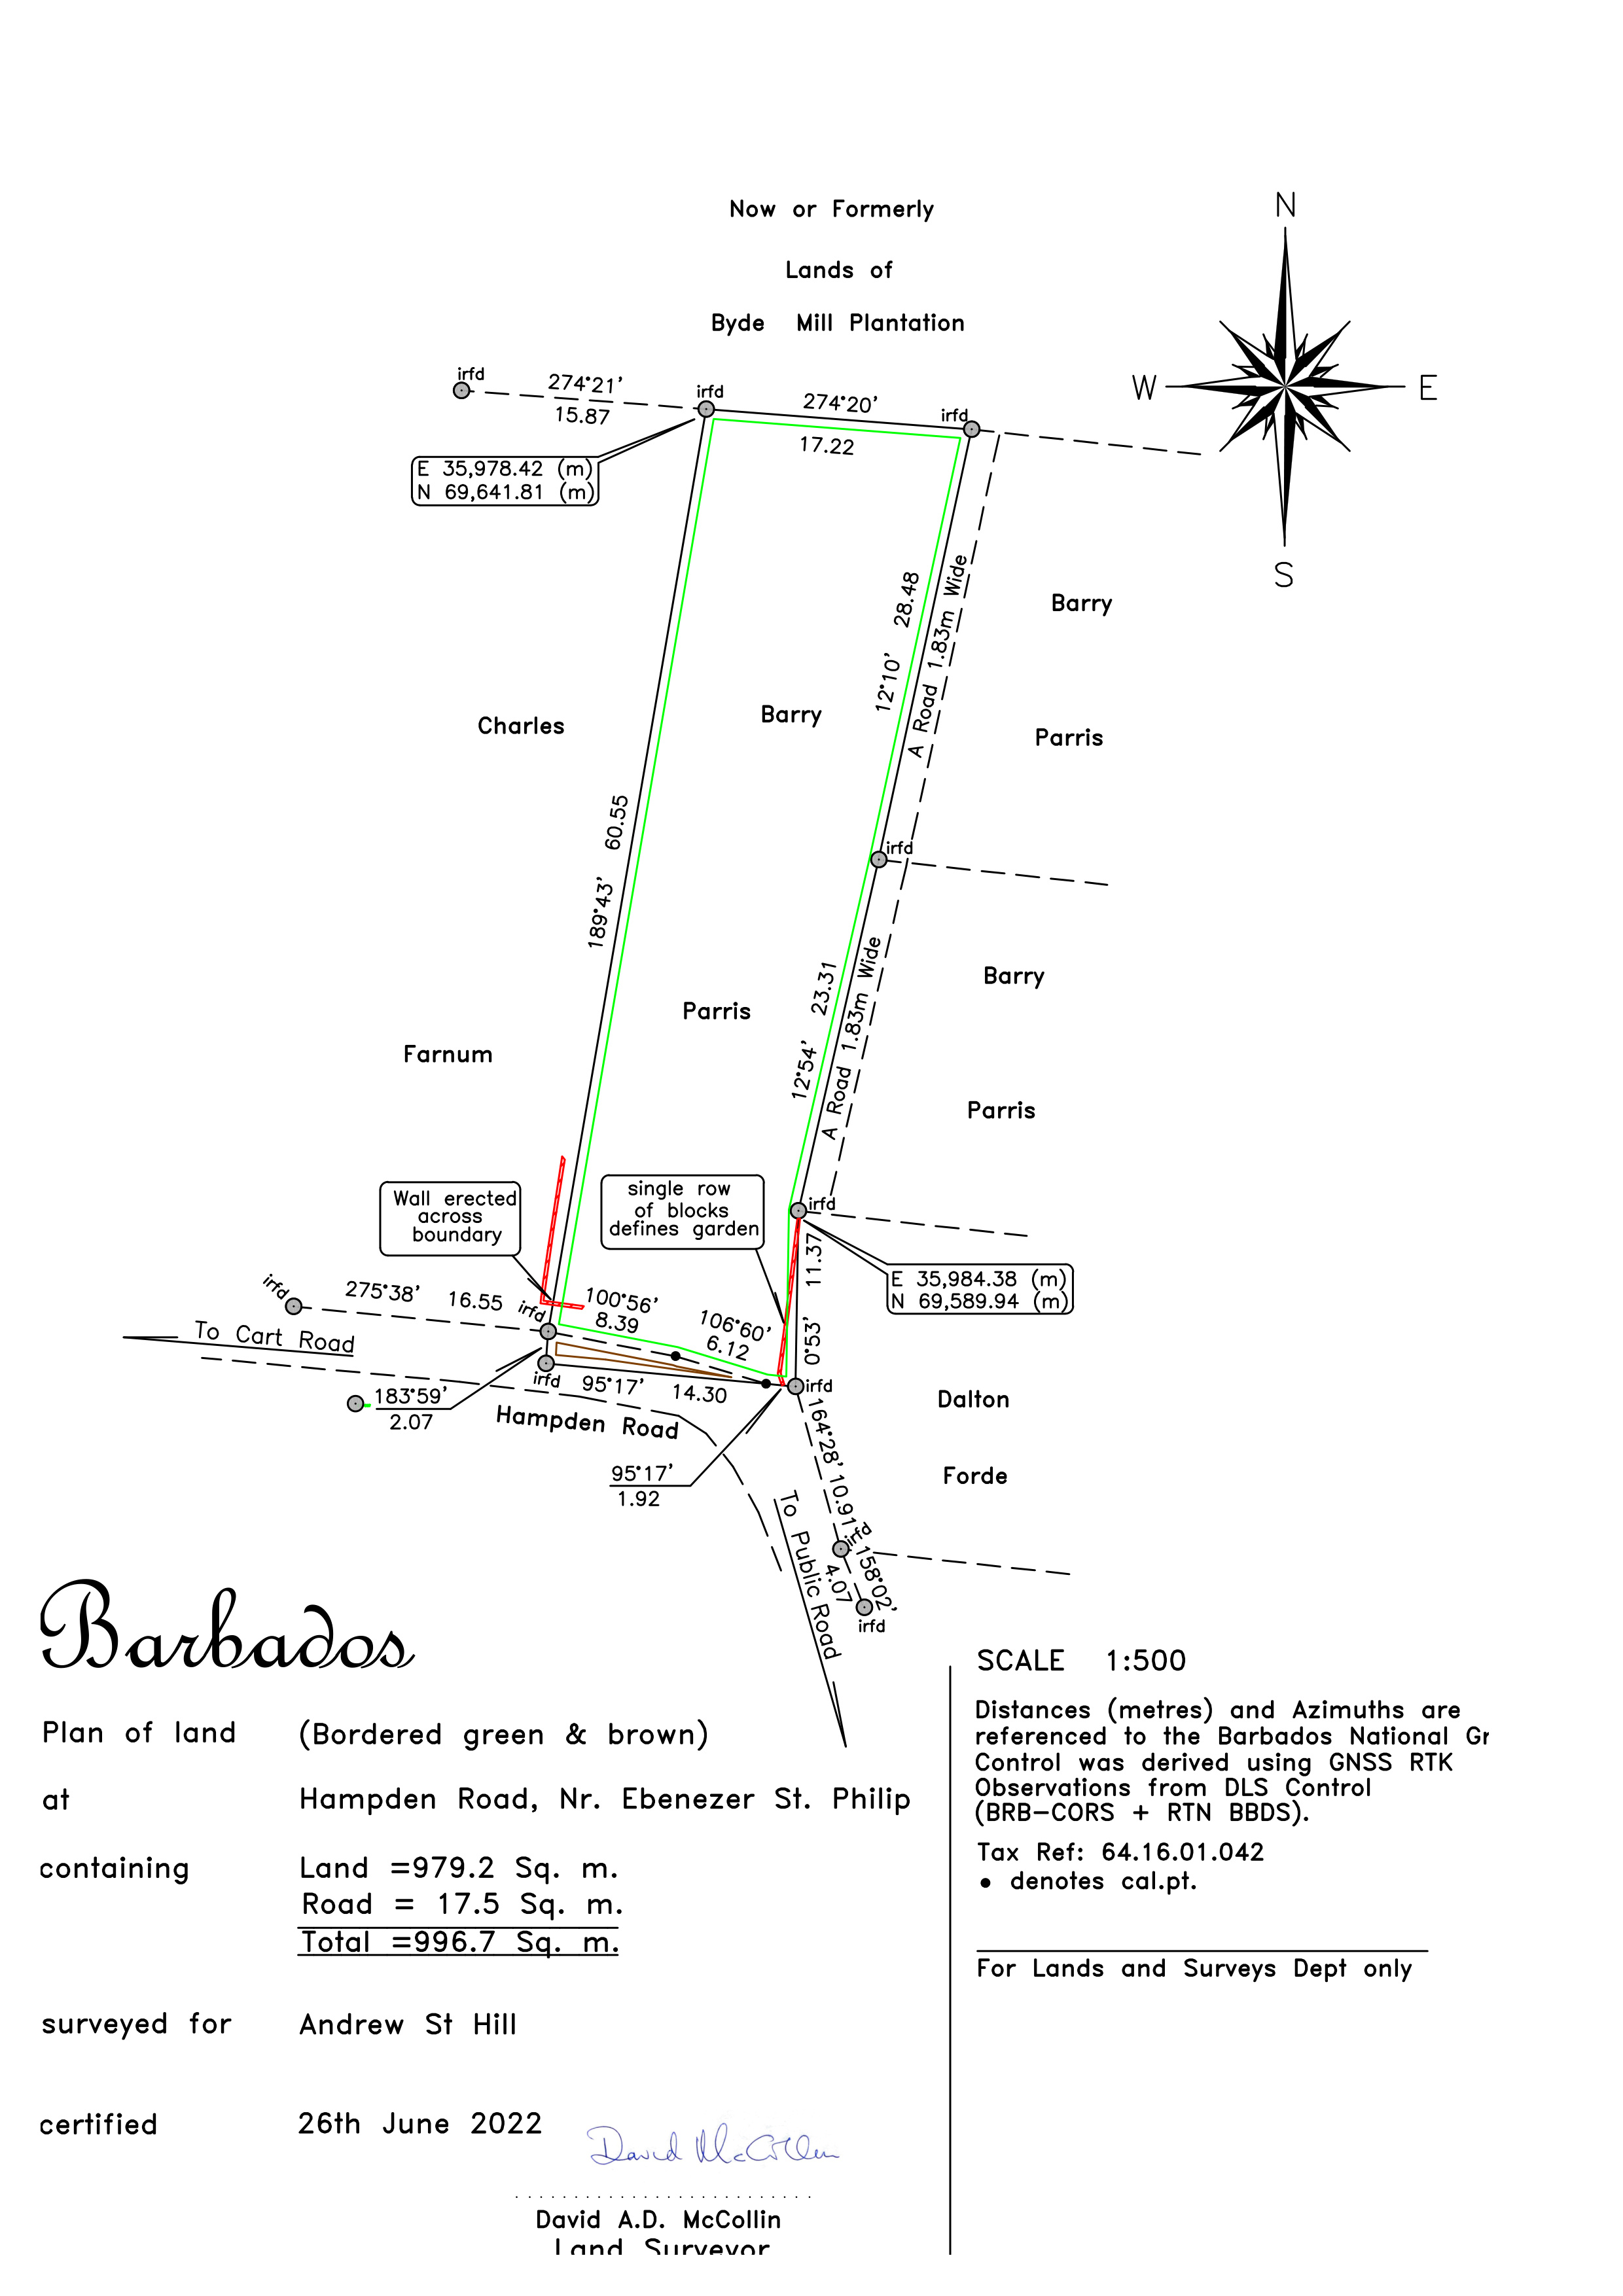 Now or Formerly
Lands of
Byde Mill Plantation
N
W
E
S
irfd
274°21'
15.87
irfd
274°20'
17.22
irfd
E 35,978.42 (m)
N 69,641.81 (m)
28.48
12°10'
A Road 1.83m Wide
Barry
Parris
Charles
Barry
60.55
189°43'
irfd
23.31
12°54'
A Road 1.83m Wide
Barry
Parris
Parris
Farnum
Wall erected
across
boundary
single row
of blocks
defines garden
irfd
11.37
0°53'
E 35,984.38 (m)
N 69,589.94 (m)
irfd
275°38'
16.55
irfd
100°56'
8.39
106°60'
6.12
To Cart Road
irfd
95°17'
14.30
irfd
183°59'
2.07
Hampden Road
95°17'
1.92
Dalton
Forde
164°28'
10.91
irfd
158°02'
4.07
irfd
To Public Road
Barbados
Plan of land (Bordered green & brown)
at Hampden Road, Nr. Ebenezer St. Philip
containing Land =979.2 Sq. m.
Road = 17.5 Sq. m.
Total =996.7 Sq. m.
surveyed for Andrew St Hill
certified 26th June 2022
David McCollin
David A.D. McCollin
Land Surveyor
SCALE 1:500
Distances (metres) and Azimuths are
referenced to the Barbados National Gr
Control was derived using GNSS RTK
Observations from DLS Control
(BRB-CORS + RTN BBDS).
Tax Ref: 64.16.01.042
• denotes cal.pt.
For Lands and Surveys Dept only